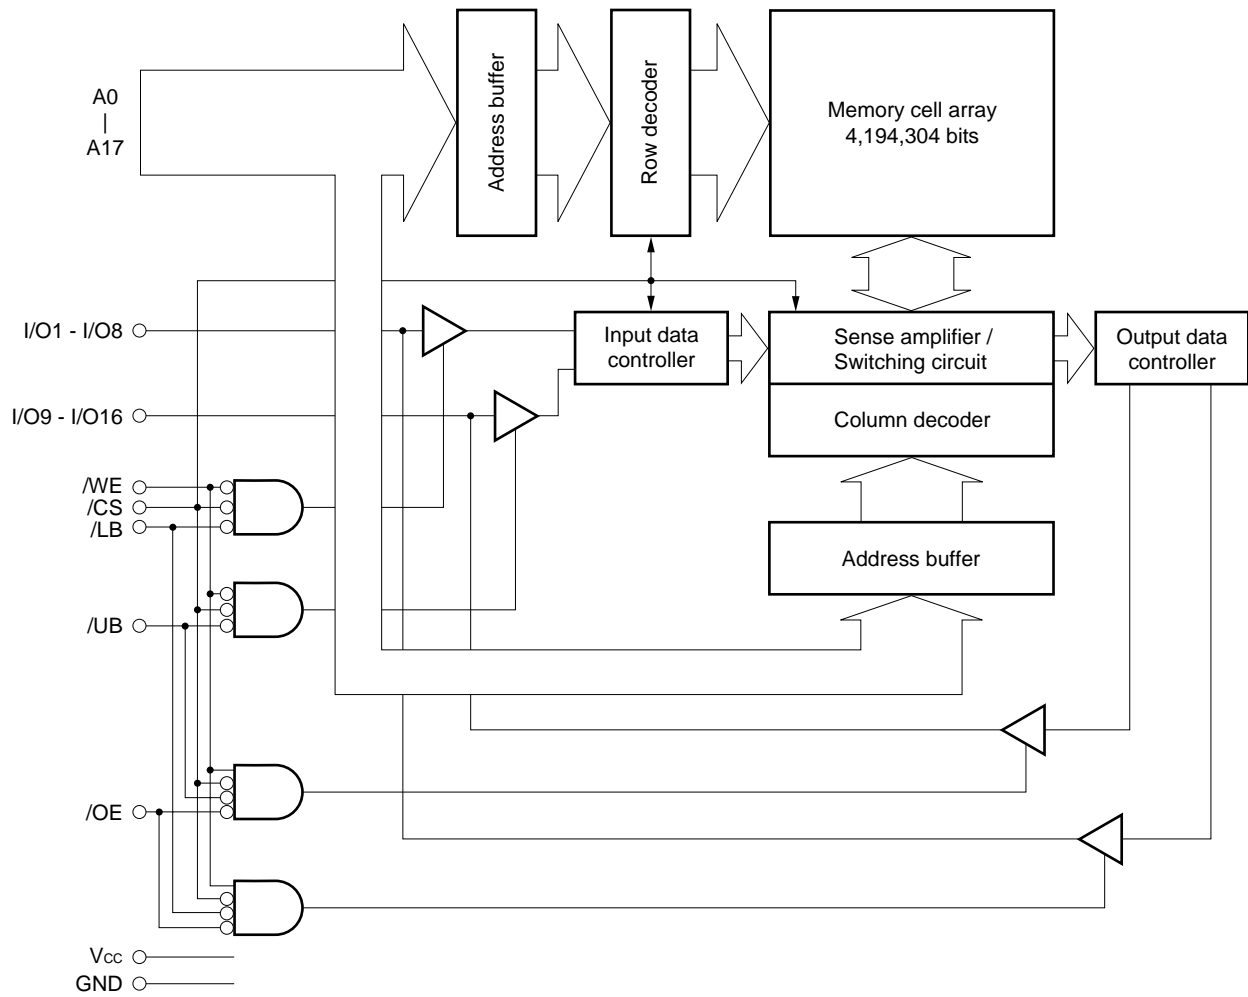 A0
|
A17
Address buffer
Row decoder
Memory cell array
4,194,304 bits
I/O1 - I/O8
Input data
controller
Sense amplifier /
Switching circuit
Output data
controller
I/O9 - I/O16
Column decoder
/WE
/CS
/LB
Address buffer
/UB
/OE
Vcc
GND